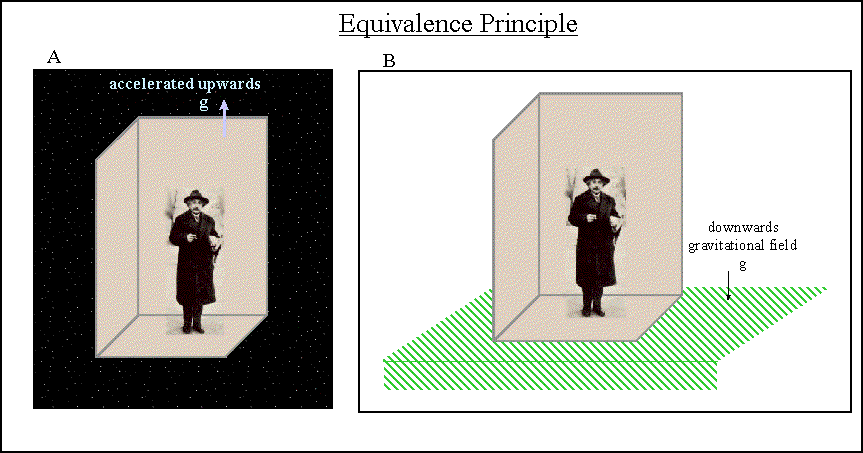 Equivalence Principle
A
accelerated upwards
g
B
downwards
gravitational field
g